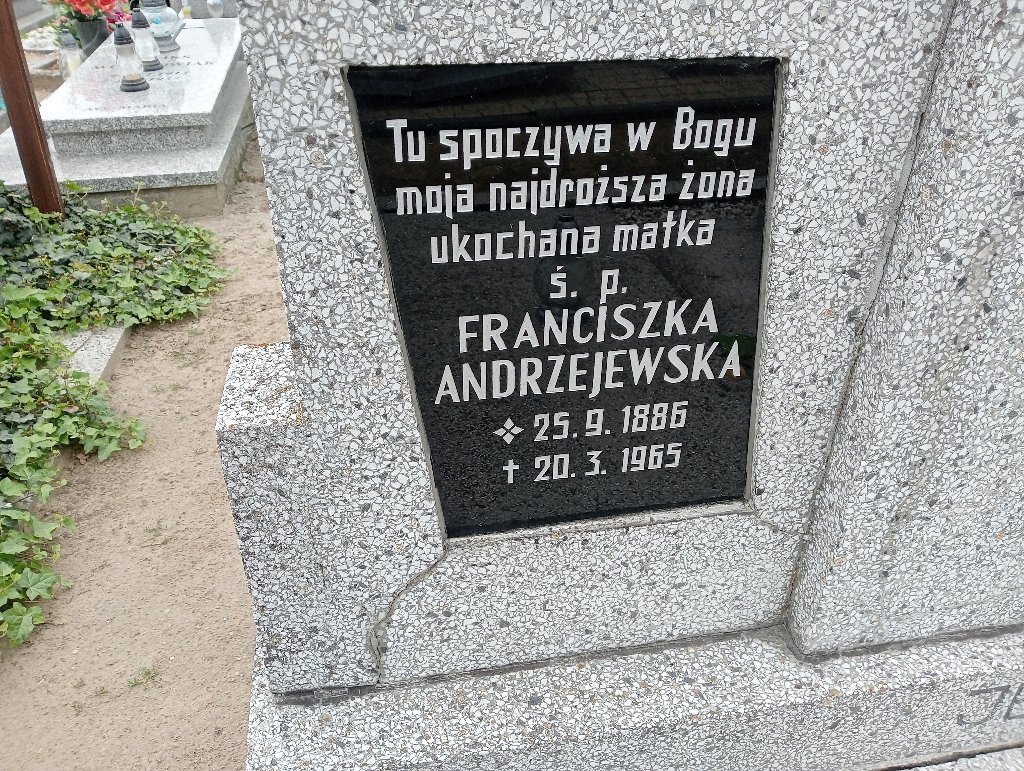 Tu spoczywa w Bogu
moja najdroższa żona
ukochana matka
ś. p.
FRANCISZKA
ANDRZEJEWSKA
25. 9. 1886
† 20. 3. 1965